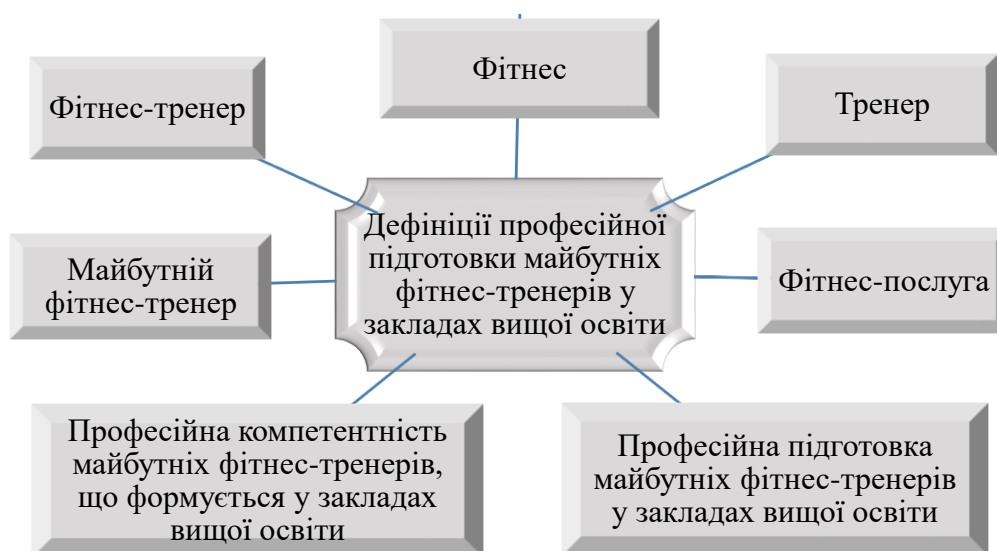 Фітнес
Фітнес-тренер
Тренер
Дефініції професійної
підготовки майбутніх
фітнес-тренерів у
закладах вищої освіти
Майбутній
фітнес-тренер
Фітнес-послуга
Професійна компетентність
майбутніх фітнес-тренерів,
що формується у закладах
вищої освіти
Професійна підготовка
майбутніх фітнес-тренерів
у закладах вищої освіти